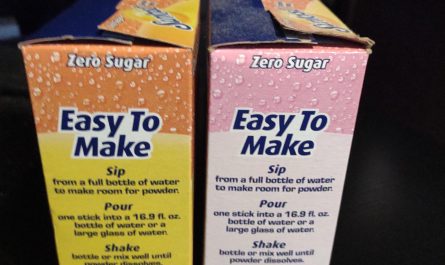 Zero Sugar
Easy To
Make
Sip
from a full bottle of water
to make room for powder.
Pour
one stick into a 16.9 fl. oz.
bottle of water or a
large glass of water.
Shake
bottle or mix well until
powder dissolves.
Zero Sugar
Easy To
Make
Sip
from a full bottle of water
to make room for powder.
Pour
one stick into a 16.9 fl. oz.
bottle of water or a
large glass of water.
Shake
bottle or mix well until
powder dissolves.